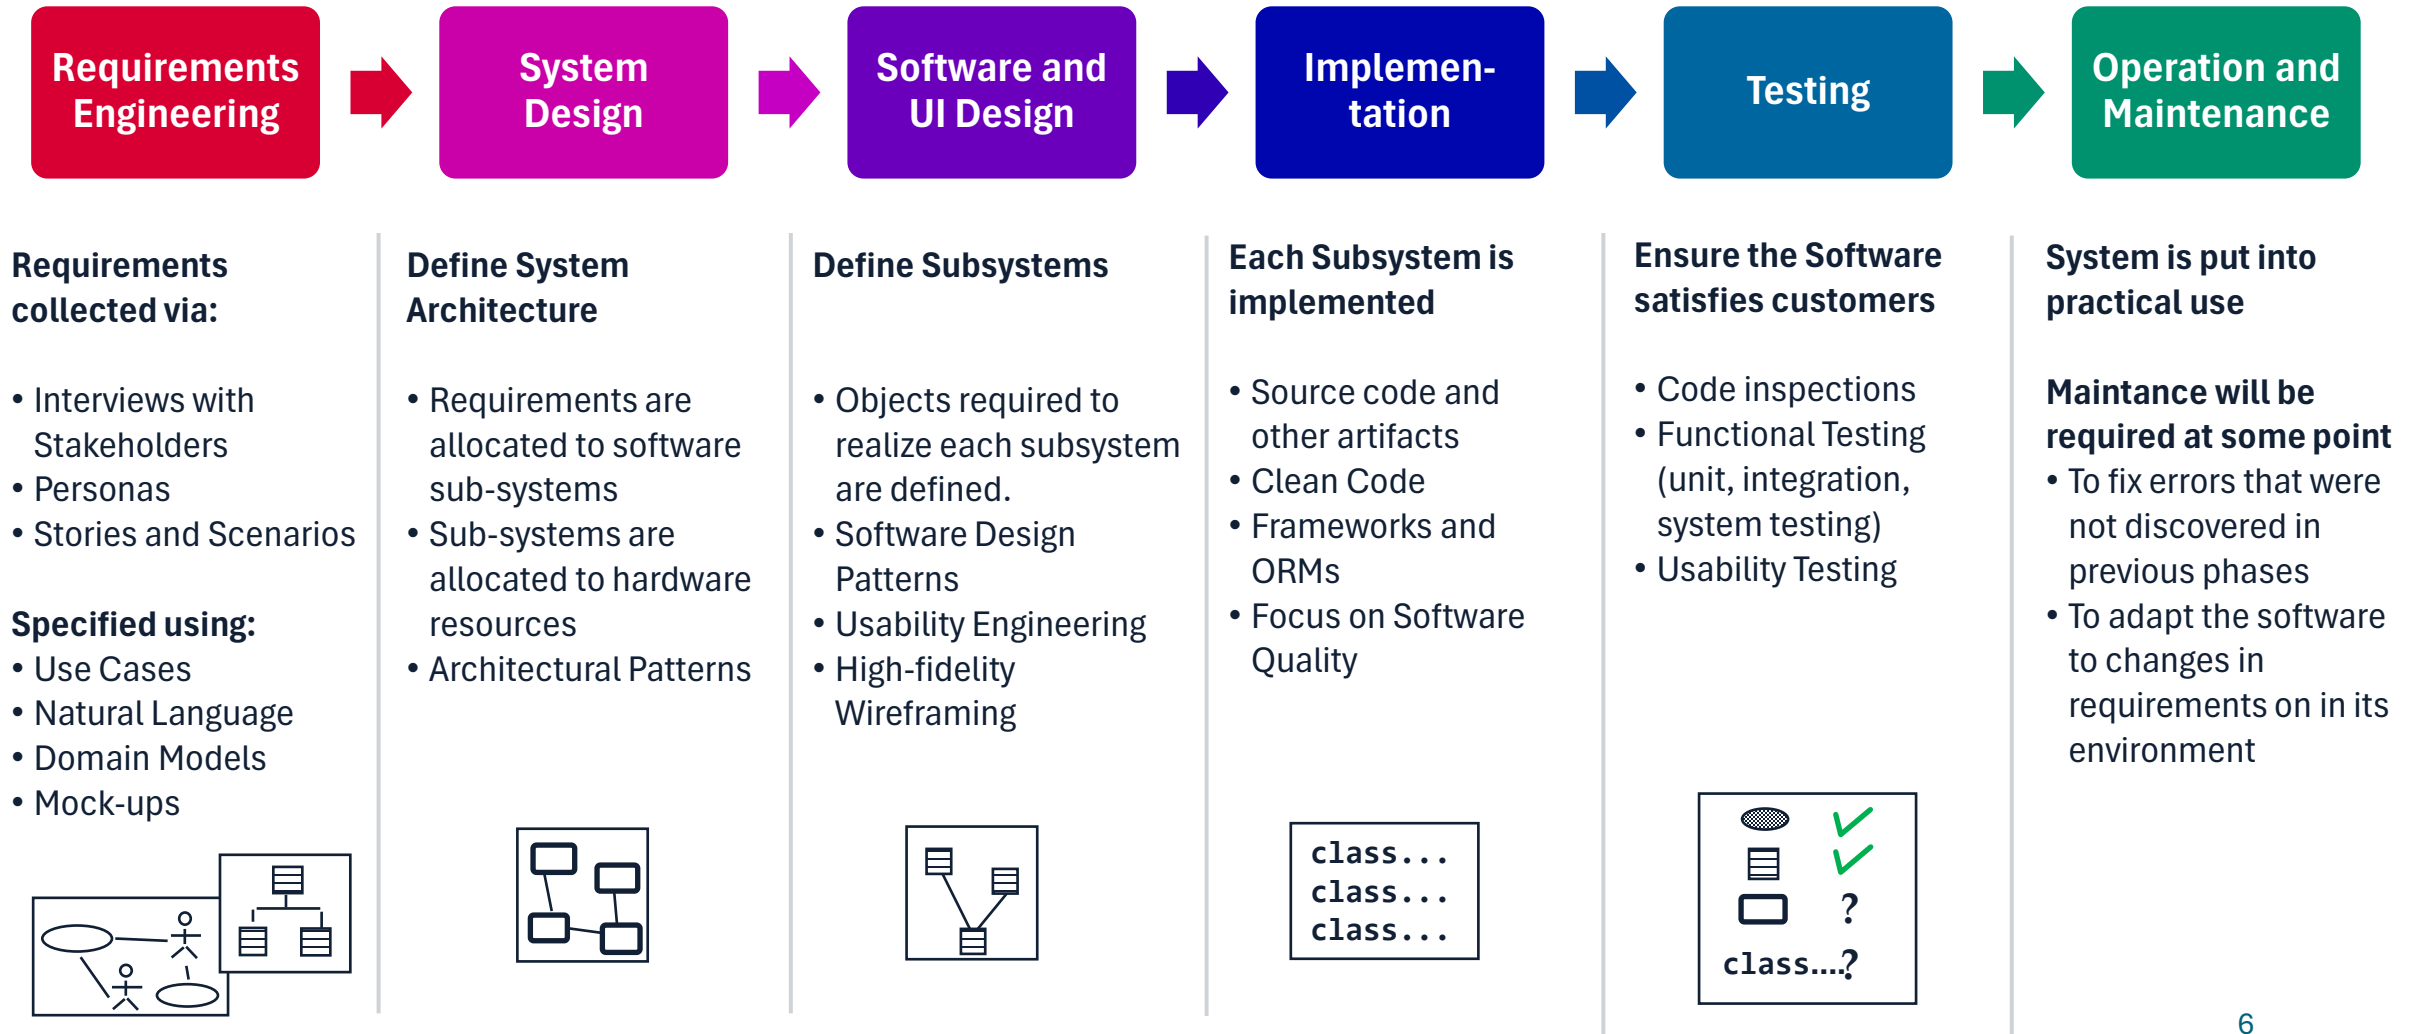 Requirements
Engineering
System
Design
Software and
UI Design
Implemen-
tation
Testing
Operation and
Maintenance
Requirements
collected via:
• Interviews with
Stakeholders
• Personas
• Stories and Scenarios
Specified using:
• Use Cases
• Natural Language
• Domain Models
• Mock-ups
Define System
Architecture
• Requirements are
allocated to software
sub-systems
• Sub-systems are
allocated to hardware
resources
• Architectural Patterns
Define Subsystems
• Objects required to
realize each subsystem
are defined.
• Software Design
Patterns
• Usability Engineering
• High-fidelity
Wireframing
Each Subsystem is
implemented
• Source code and
other artifacts
• Clean Code
• Frameworks and
ORMs
• Focus on Software
Quality
class...
class...
class...
Ensure the Software
satisfies customers
• Code inspections
• Functional Testing
(unit, integration,
system testing)
• Usability Testing
?
class....?
System is put into
practical use
Maintance will be
required at some point
• To fix errors that were
not discovered in
previous phases
• To adapt the software
to changes in
requirements on in its
environment
6